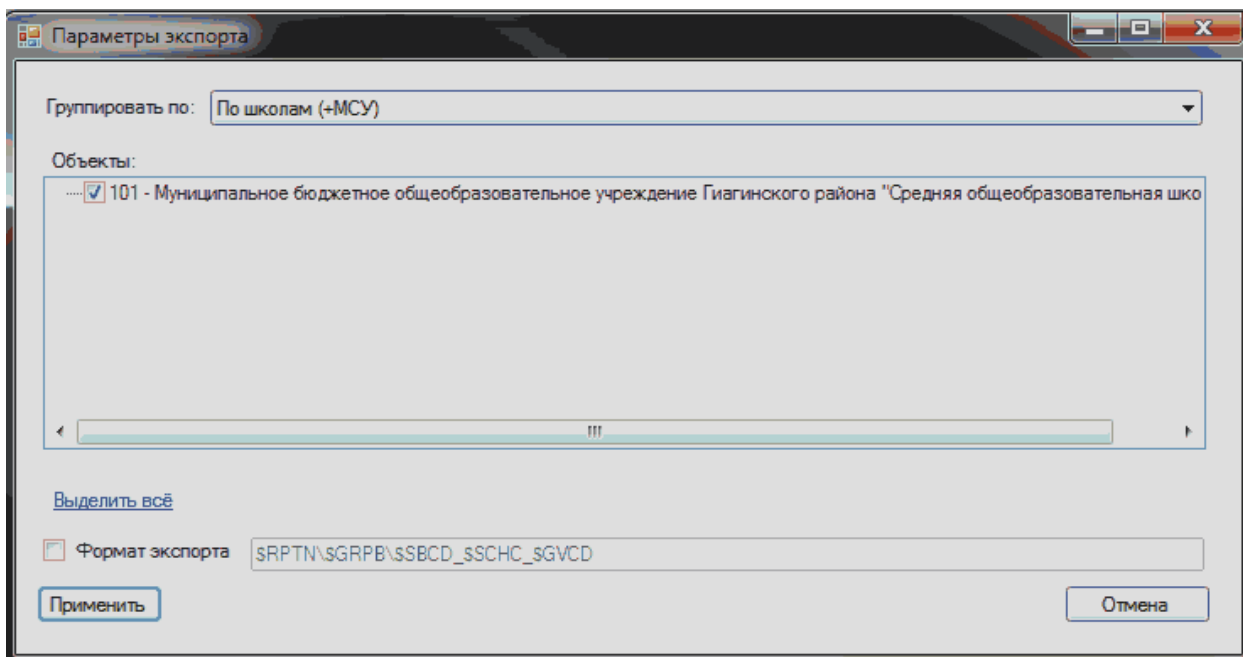 Параметры экспорта
Группировать по: По школам (+МСУ)
Объекты:
101 - Муниципальное бюджетное общеобразовательное учреждение Гиагинского района "Средняя общеобразовательная шко
Выделить всё
Формат экспорта $RPTN\$GRPB\$SBCD_$SCHC_$GVCD
Применить Отмена